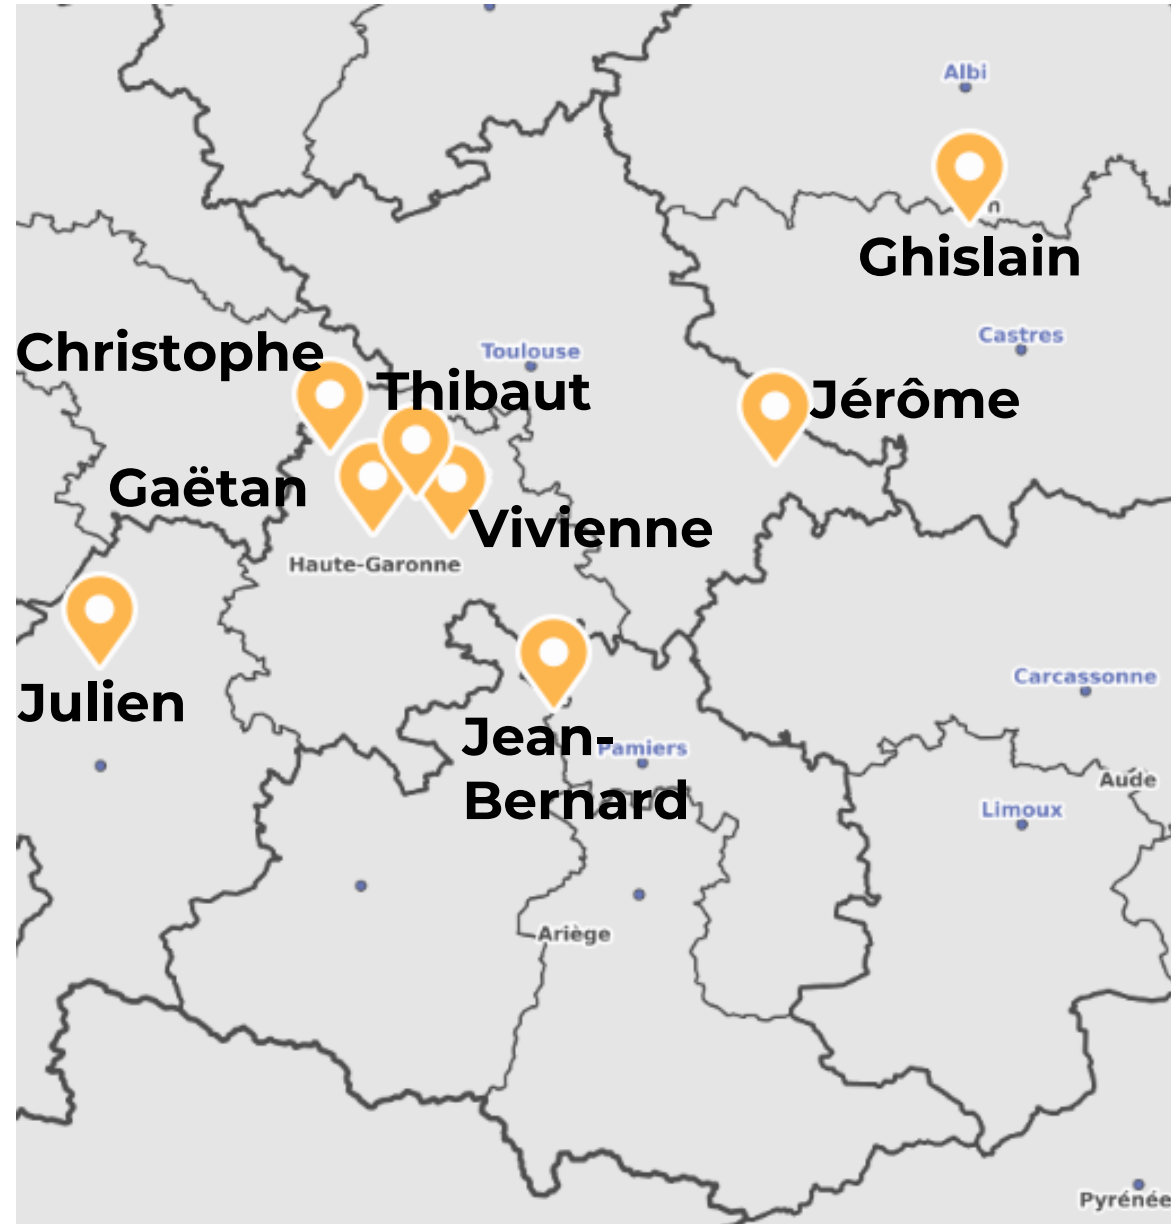 Albi
n
Ghislain
Castres
Christophe
Toulouse
Thibaut
Jérôme
Gaëtan
Vivienne
Haute-Garonne
Julien
Carcassonne
Jean-
Bernard
Pamiers
Aude
Limoux
Ariège
Pyrénée